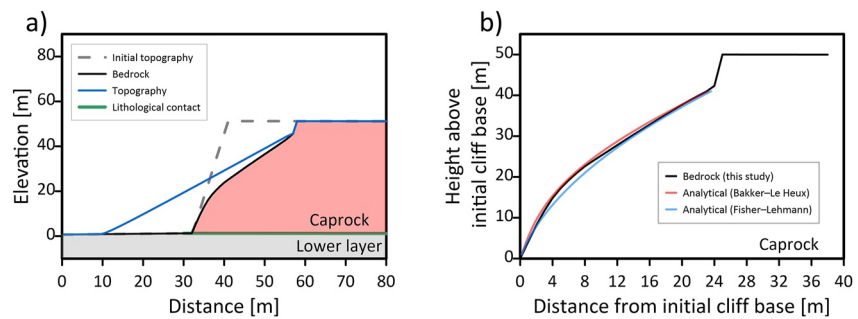 a)
80
60
40
20
0
Elevation [m]
Initial topography
Bedrock
Topography
Lithological contact
Caprock
Lower layer
0 10 20 30 40 50 60 70 80
Distance [m]
b)
50
40
30
20
10
0
Height above
initial cliff base [m]
Bedrock (this study)
Analytical (Bakker–Le Heux)
Analytical (Fisher–Lehmann)
Caprock
0 4 8 12 16 20 24 28 32 36 40
Distance from initial cliff base [m]